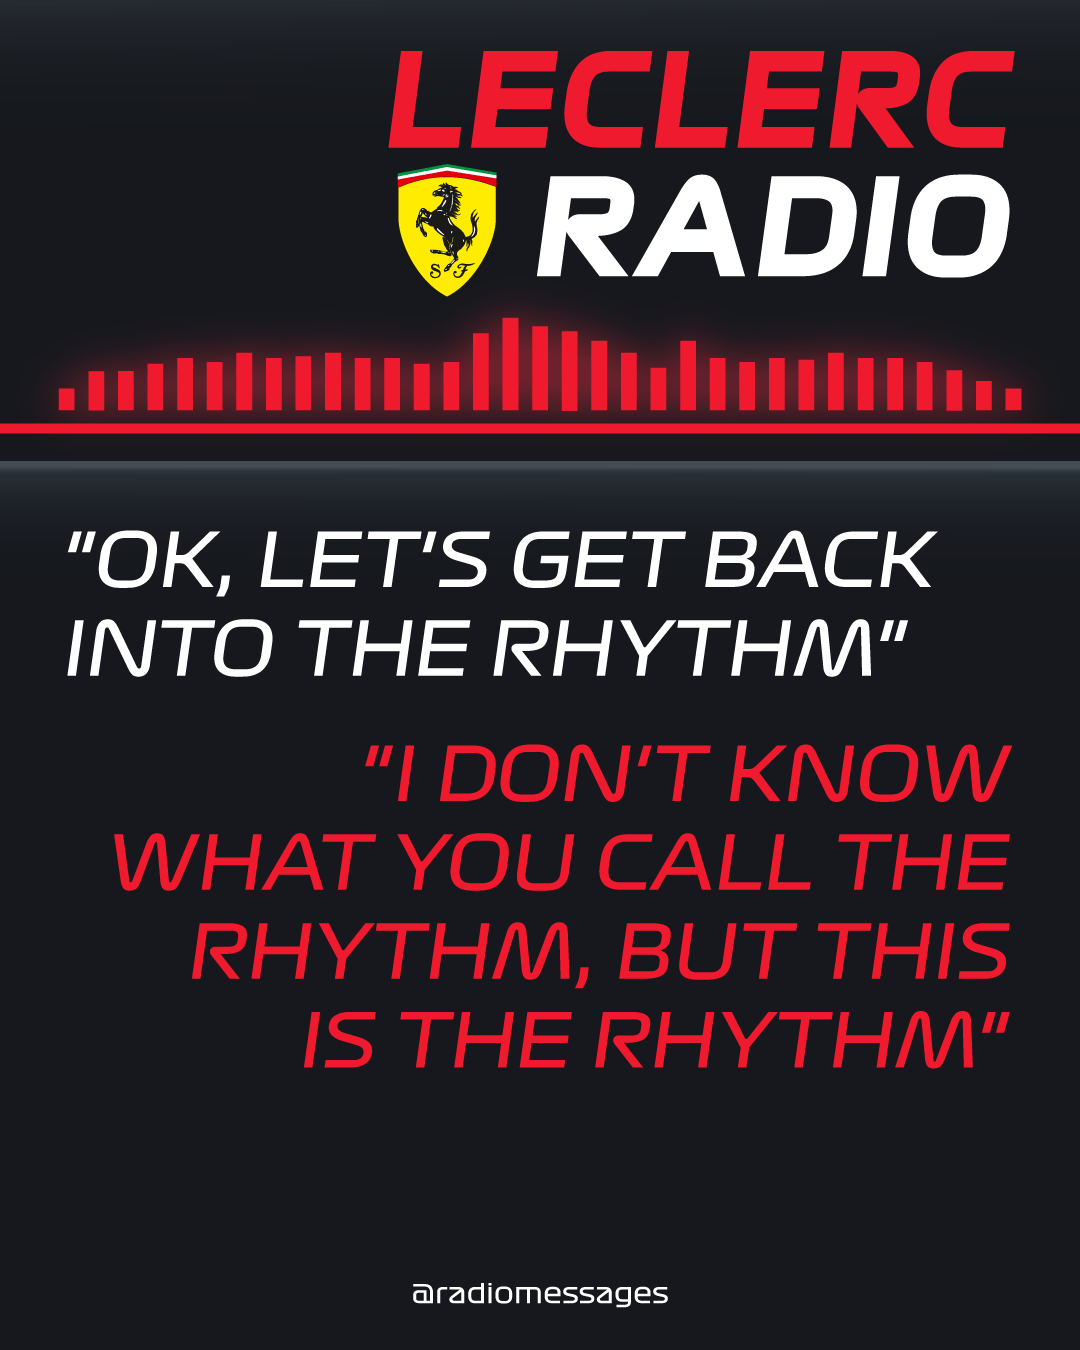 LECLERC
RADIO
S F
"OK, LET'S GET BACK
INTO THE RHYTHM"
"I DON'T KNOW
WHAT YOU CALL THE
RHYTHM, BUT THIS
IS THE RHYTHM"
@radiomessages